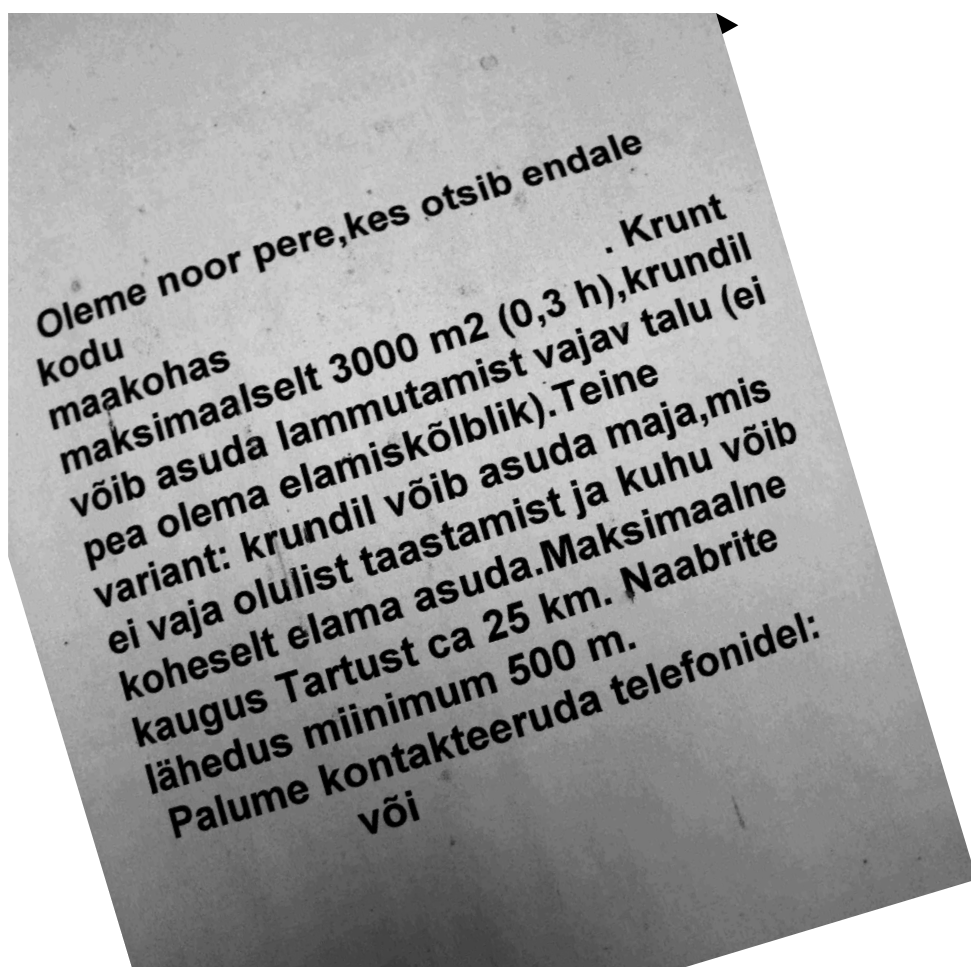 Oleme noor pere,kes otsib endale
kodu
maakohas . Krunt
maksimaalselt 3000 m2 (0,3 h),krundil
võib asuda lammutamist vajav talu (ei
pea olema elamiskõlblik).Teine
variant: krundil võib asuda maja,mis
ei vaja olulist taastamist ja kuhu võib
koheselt elama asuda.Maksimaalne
kaugus Tartust ca 25 km. Naabrite
lähedus miinimum 500 m.
Palume kontakteeruda telefonidel:
või